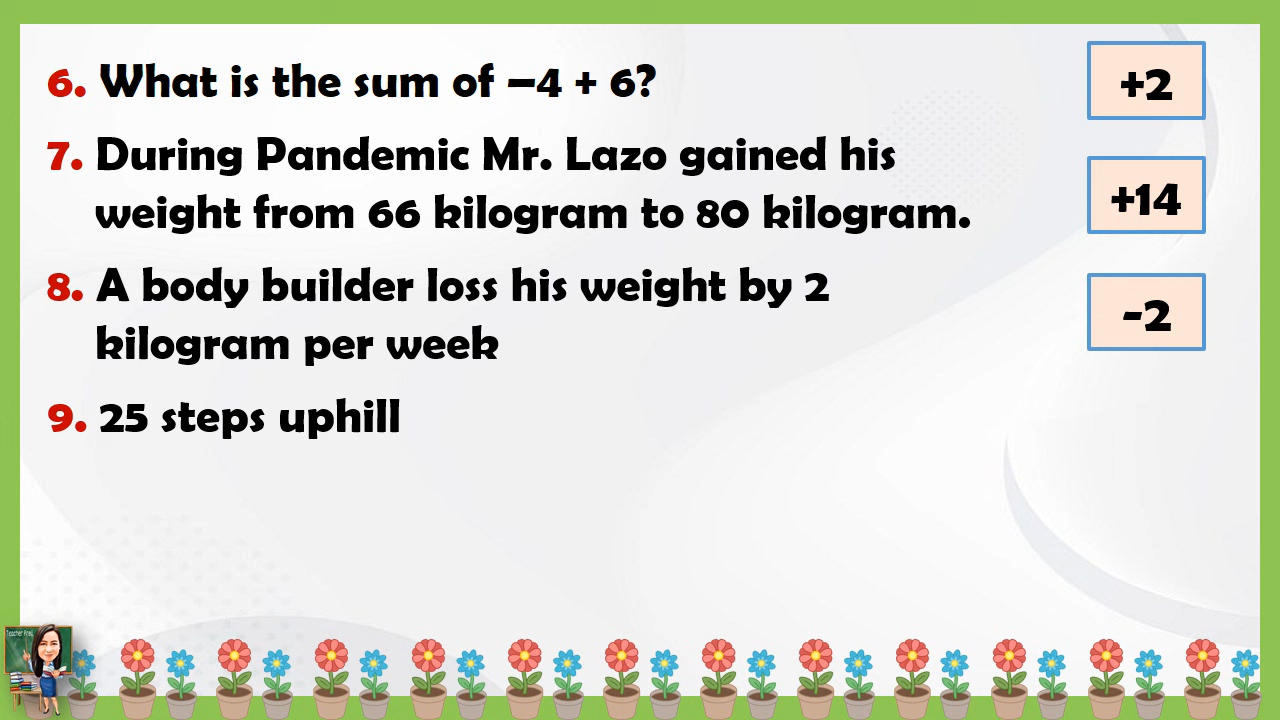 6. What is the sum of –4 + 6?
+2
7. During Pandemic Mr. Lazo gained his
weight from 66 kilogram to 80 kilogram.
+14
8. A body builder loss his weight by 2
kilogram per week
-2
9. 25 steps uphill